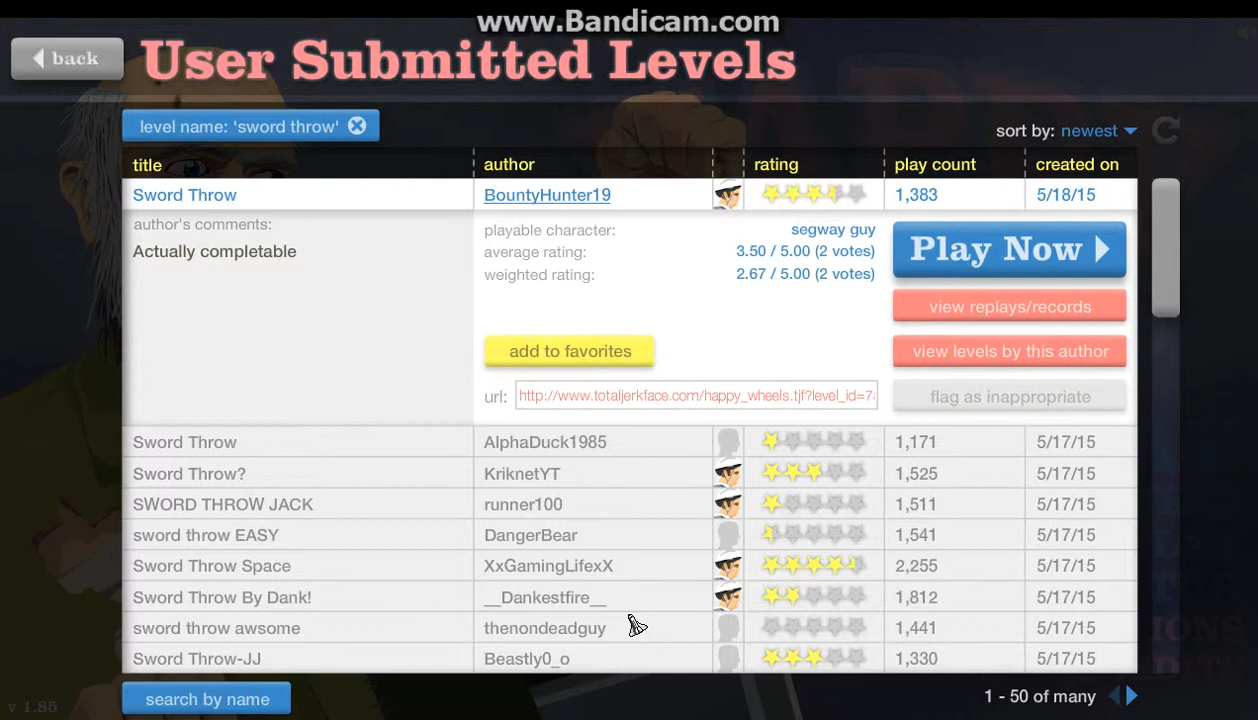 www.Bandicam.com
back
User Submitted Levels
level name: 'sword throw'
sort by: newest
title author rating play count created on
Sword Throw BountyHunter19 1,383 5/18/15
author's comments:
Actually completable
playable character: segway guy
average rating: 3.50 / 5.00 (2 votes)
weighted rating: 2.67 / 5.00 (2 votes)
Play Now
view replays/records
add to favorites
view levels by this author
url: http://www.totaljerkface.com/happy_wheels.tjf?level_id=7
flag as inappropriate
Sword Throw AlphaDuck1985 1,171 5/17/15
Sword Throw? KriknetYT 1,525 5/17/15
SWORD THROW JACK runner100 1,511 5/17/15
sword throw EASY DangerBear 1,541 5/17/15
Sword Throw Space XxGamingLifexX 2,255 5/17/15
Sword Throw By Dank! __Dankestfire__ 1,812 5/17/15
sword throw awsome thenondeadguy 1,441 5/17/15
Sword Throw-JJ Beastly0_o 1,330 5/17/15
search by name
1 - 50 of many
v 1.85